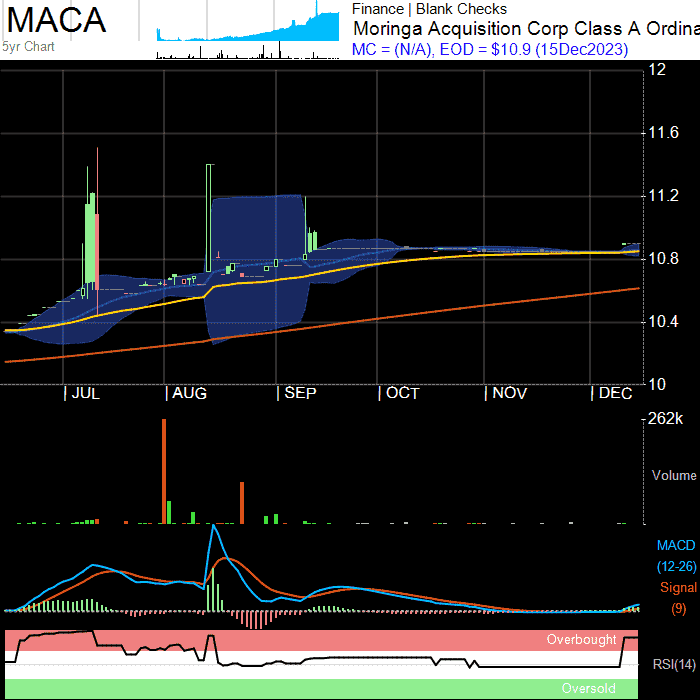 MACA
5yr Chart
Finance | Blank Checks
Moringa Acquisition Corp Class A Ordina
MC = (N/A), EOD = $10.9 (15Dec2023)
12
11.6
11.2
10.8
10.4
10
| JUL | AUG | SEP | OCT | NOV | DEC
262k
Volume
MACD
(12-26)
Signal
(9)
Overbought
RSI(14)
Oversold